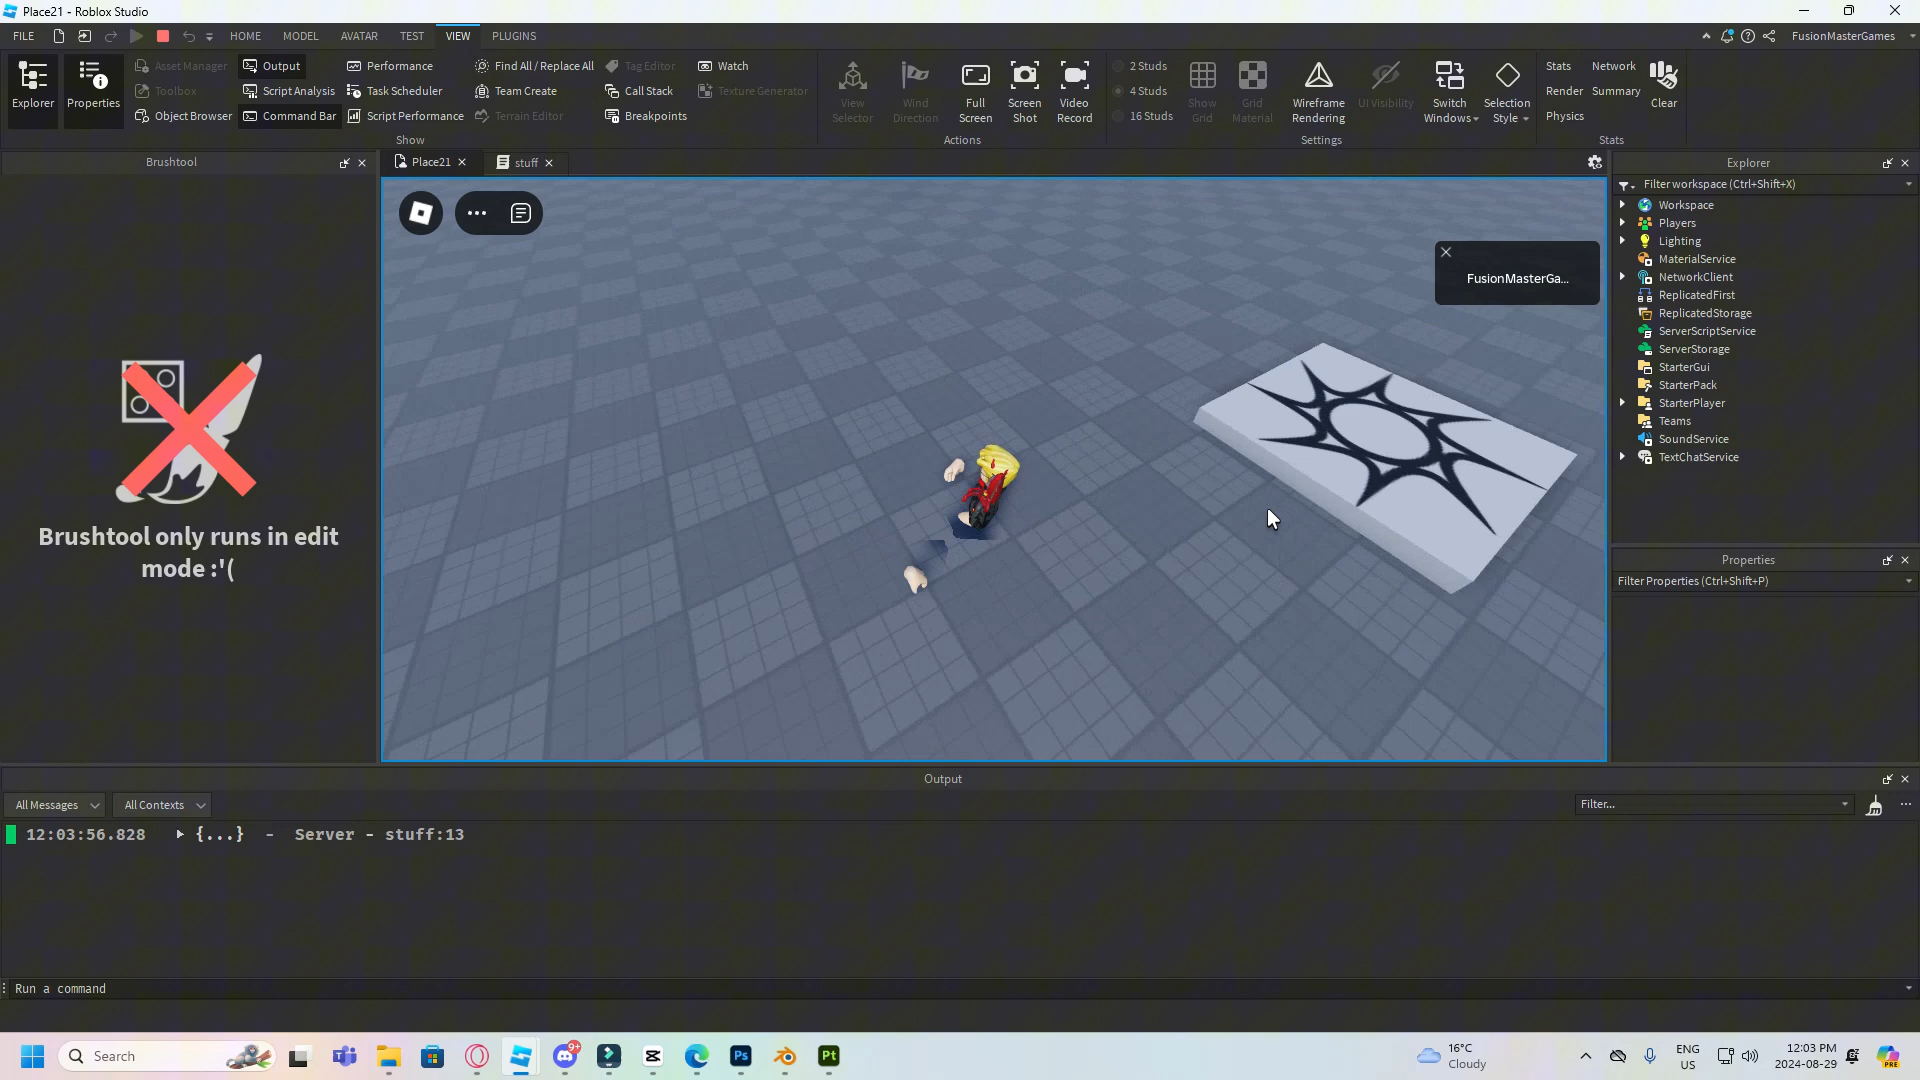 Place21 - Roblox Studio
FILE
HOME
MODEL
AVATAR
TEST
VIEW
PLUGINS
FusionMasterGames
Explorer
Properties
Asset Manager
Toolbox
Object Browser
Output
Script Analysis
Command Bar
Performance
Task Scheduler
Script Performance
Find All / Replace All
Team Create
Terrain Editor
Tag Editor
Call Stack
Breakpoints
Watch
Texture Generator
Show
View
Selector
Wind
Direction
Full
Screen
Screen
Shot
Video
Record
Actions
2 Studs
4 Studs
16 Studs
Show
Grid
Grid
Material
Wireframe
Rendering
UI Visibility
Switch
Windows
Selection
Style
Settings
Stats
Network
Render
Summary
Physics
Clear
Stats
Brushtool
Place21
stuff
Explorer
Filter workspace (Ctrl+Shift+X)
Workspace
Players
Lighting
MaterialService
NetworkClient
ReplicatedFirst
ReplicatedStorage
ServerScriptService
ServerStorage
StarterGui
StarterPack
StarterPlayer
Teams
SoundService
TextChatService
FusionMasterGa...
Brushtool only runs in edit
mode :'(
Properties
Filter Properties (Ctrl+Shift+P)
Output
All Messages
All Contexts
Filter...
12:03:56.828 {...} - Server - stuff:13
Run a command
Search
9+
Ps
Pt
16°C
Cloudy
ENG
US
12:03 PM
2024-08-29
PRE